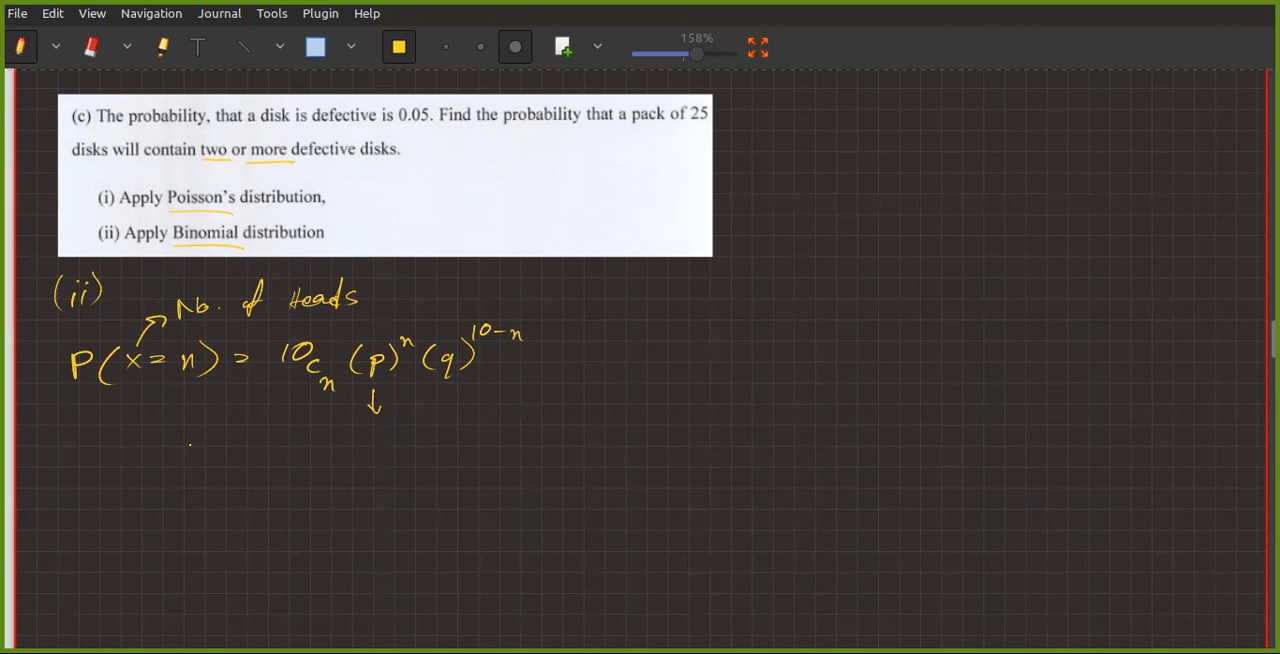 File Edit View Navigation Journal Tools Plugin Help
T 158%
(c) The probability, that a disk is defective is 0.05. Find the probability that a pack of 25
disks will contain two or more defective disks.
(i) Apply Poisson’s distribution,
(ii) Apply Binomial distribution
(ii)
No. of Heads
P(x = n) = 10cₙ (p)ⁿ (q)¹⁰⁻ⁿ